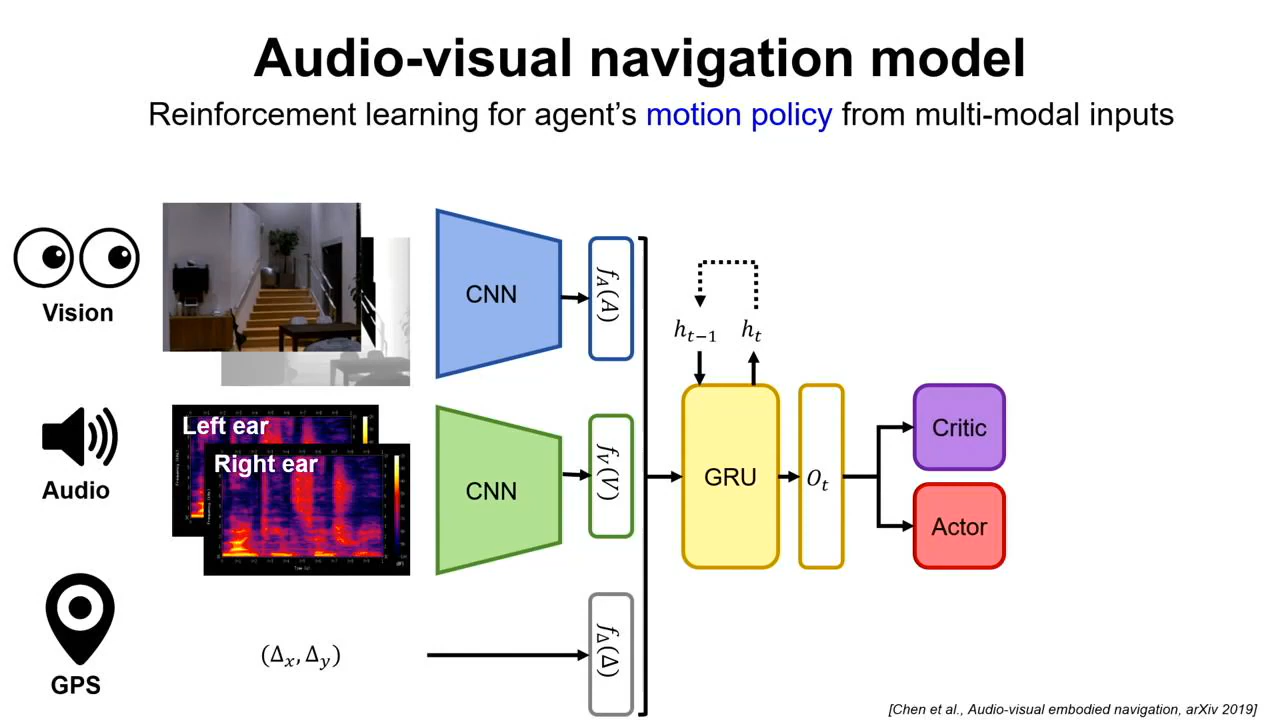 Audio-visual navigation model
Reinforcement learning for agent's motion policy from multi-modal inputs
Vision
CNN
f_A(A)
h_{t−1}
h_t
Left ear
Right ear
Audio
CNN
f_V(V)
GRU
O_t
Critic
Actor
(Δ_x, Δ_y)
f_Δ(Δ)
GPS
[Chen et al., Audio-visual embodied navigation, arXiv 2019]